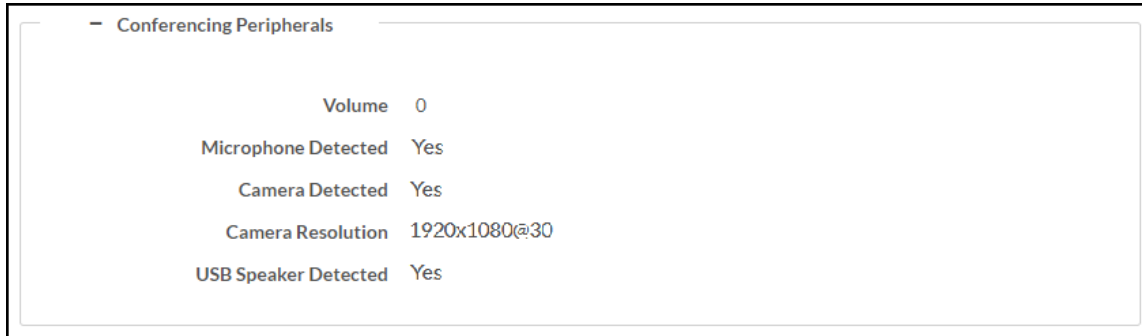 − Conferencing Peripherals
Volume 0
Microphone Detected Yes
Camera Detected Yes
Camera Resolution 1920x1080@30
USB Speaker Detected Yes